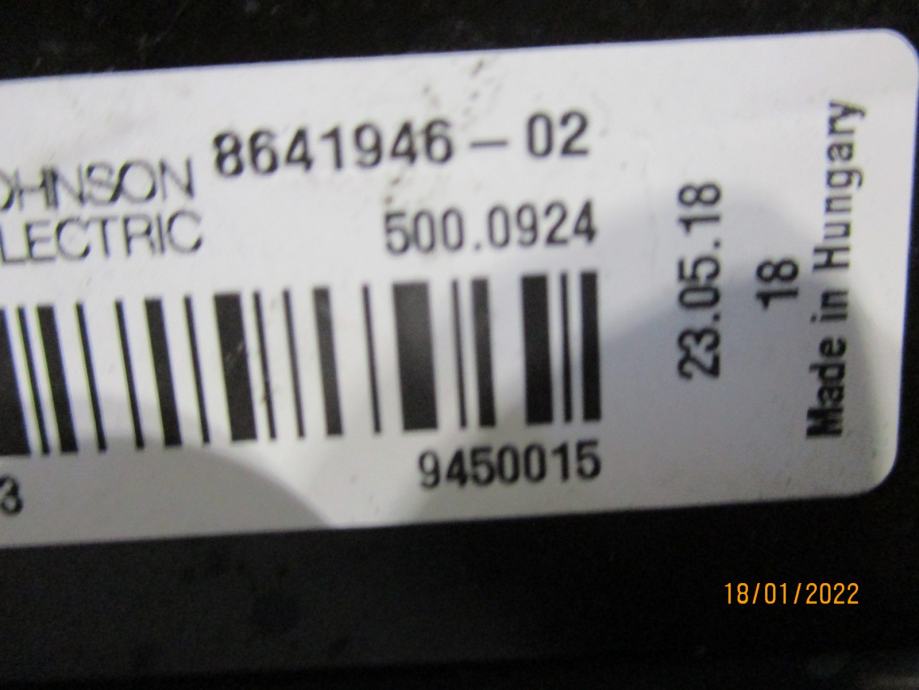 OHNSON
LECTRIC
8641946-02
500.0924
3
9450015
23.05.18
18
Made in Hungary
18/01/2022